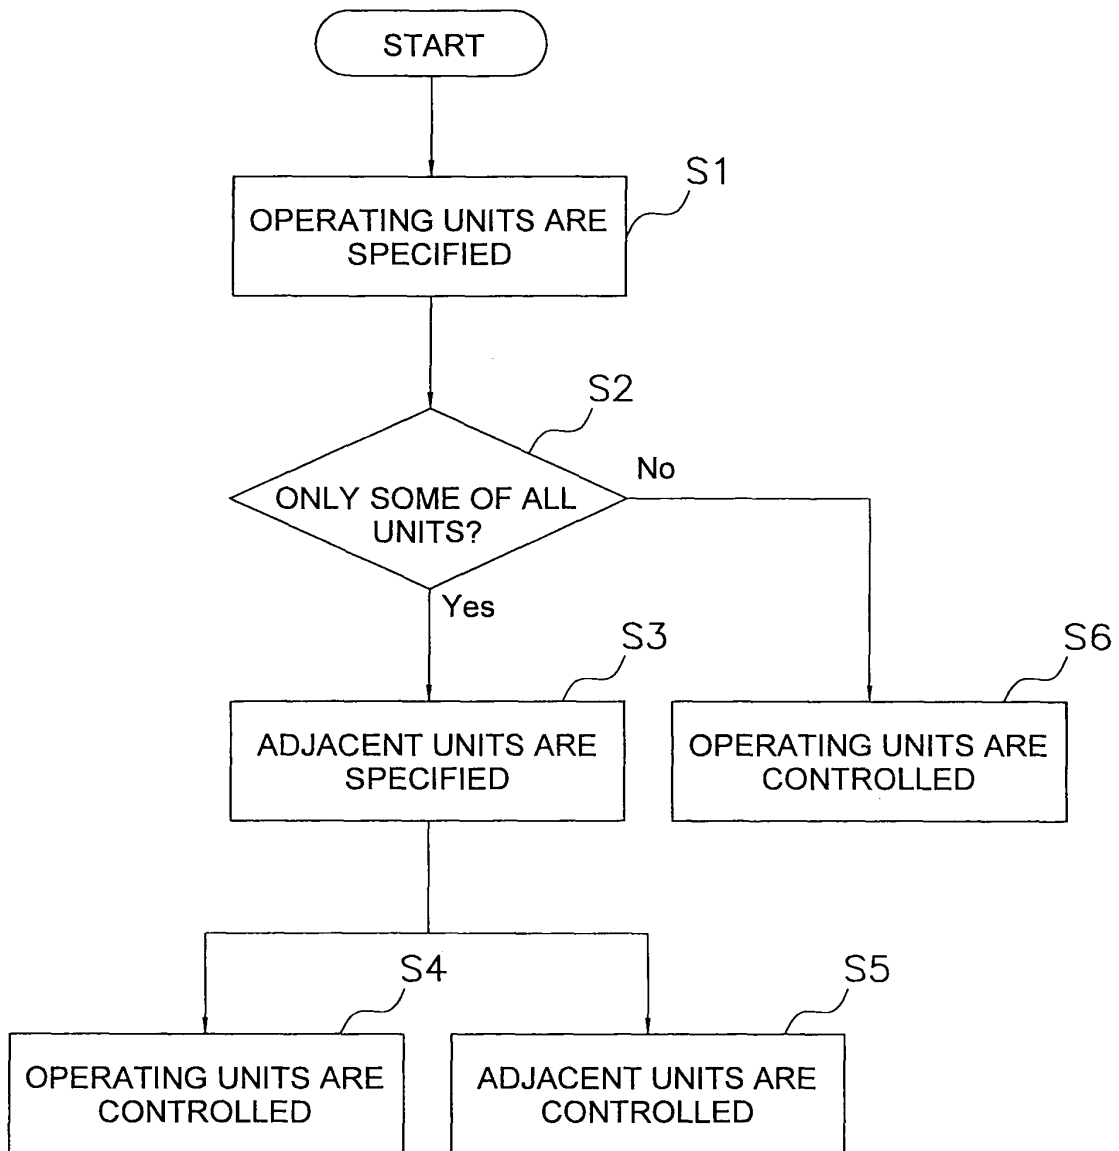 START
S1
OPERATING UNITS ARE
SPECIFIED
S2
No
ONLY SOME OF ALL
UNITS?
Yes
S3
S6
ADJACENT UNITS ARE
SPECIFIED
OPERATING UNITS ARE
CONTROLLED
S4
S5
OPERATING UNITS ARE
CONTROLLED
ADJACENT UNITS ARE
CONTROLLED